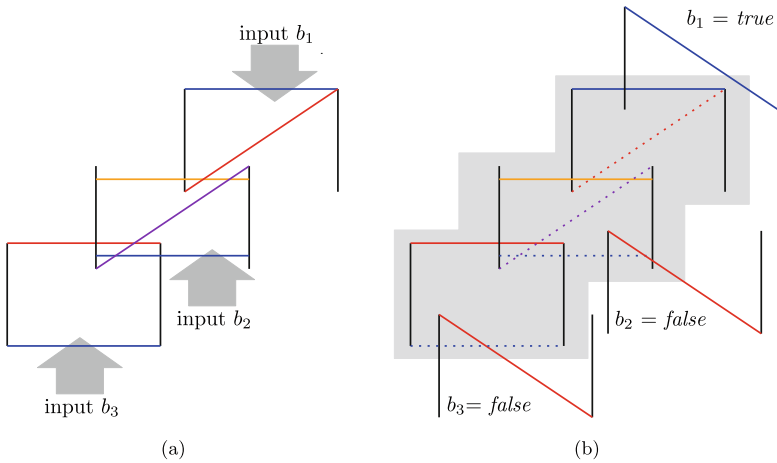 input b₁
input b₂
input b₃
(a)
b₁ = true
b₂ = false
b₃= false
(b)